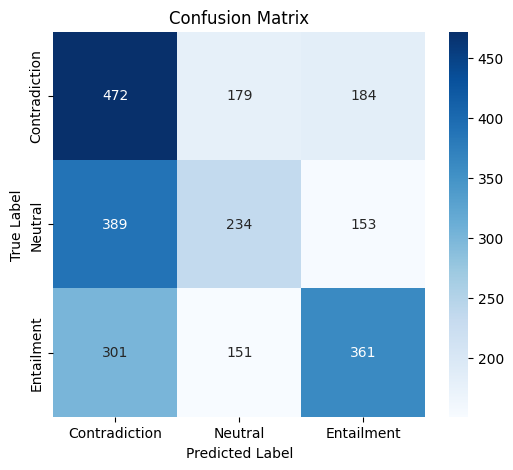 Confusion Matrix
True Label
Contradiction
472 179 184
Neutral
389 234 153
Entailment
301 151 361
Contradiction Neutral Entailment
Predicted Label
450
400
350
300
250
200